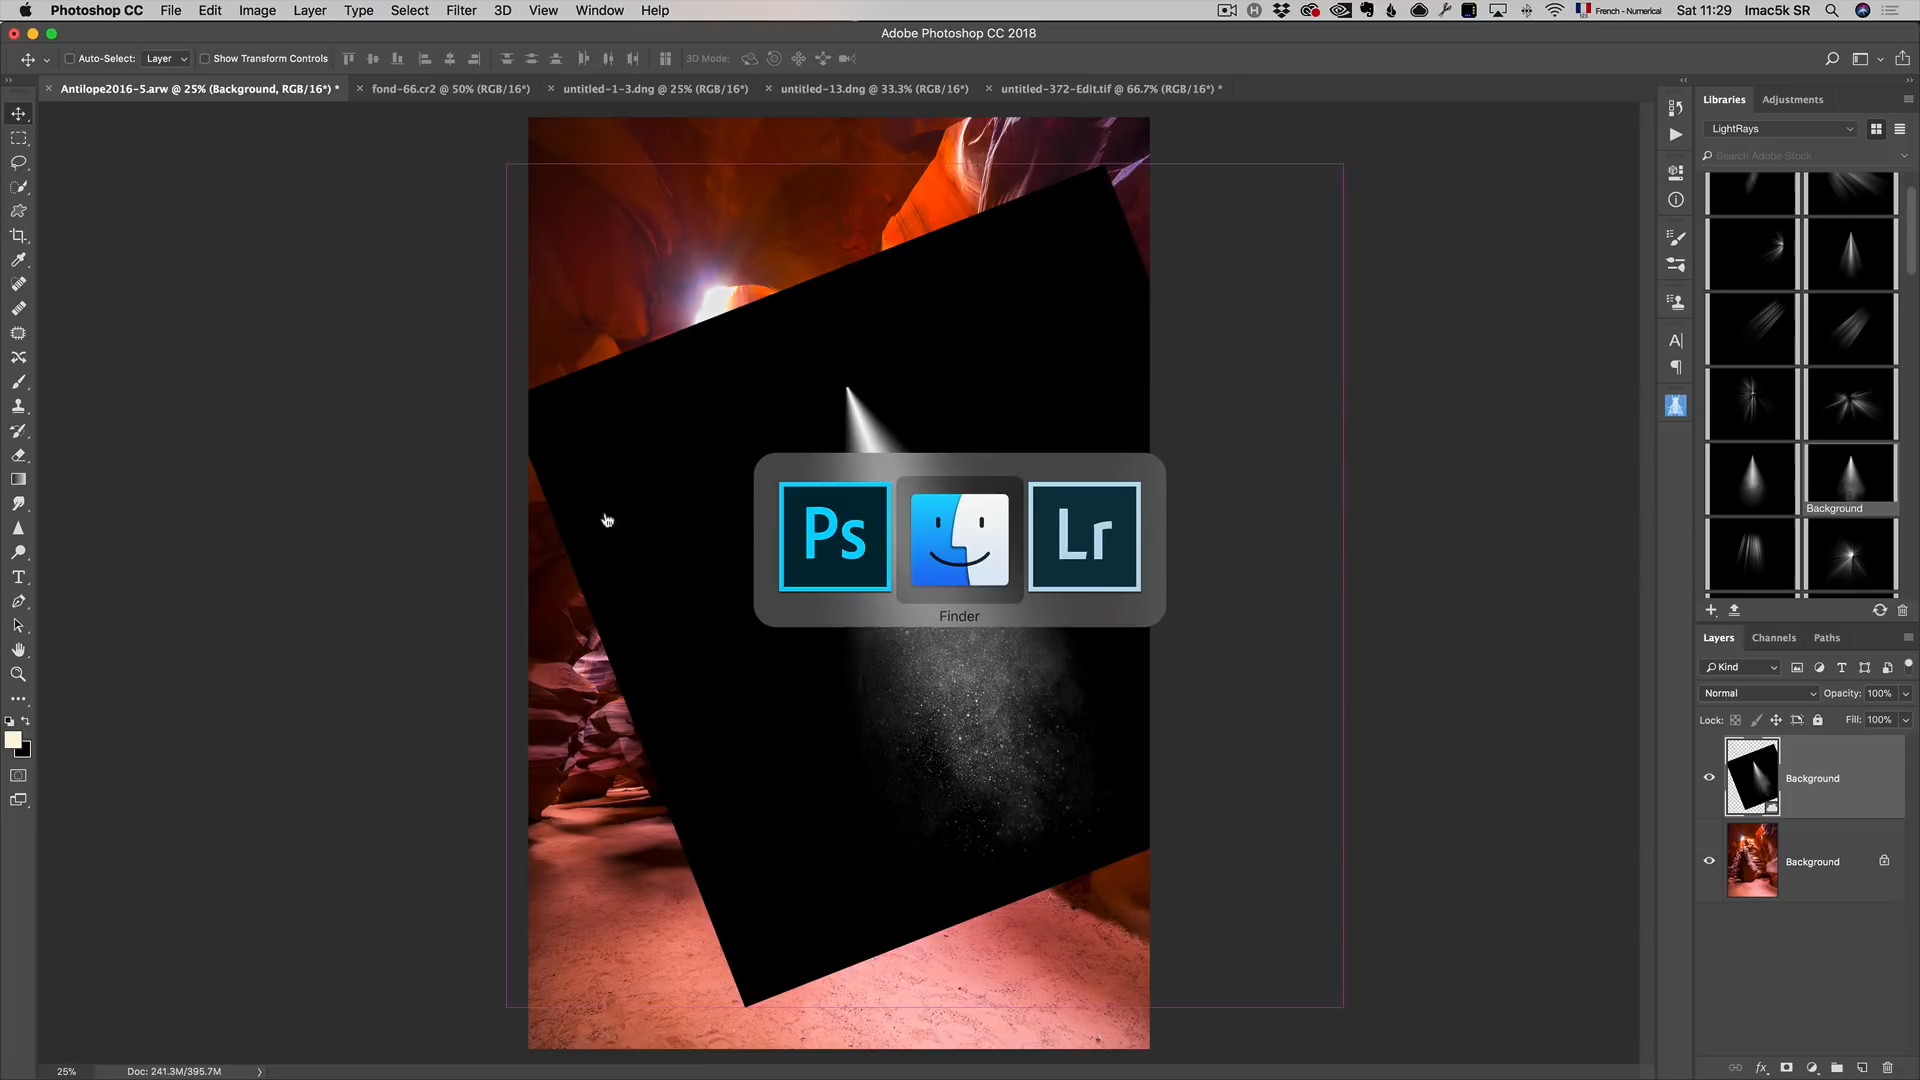 Photoshop CC File Edit Image Layer Type Select Filter 3D View Window Help French - Numerical Sat 11:29 Imac5k SR
Adobe Photoshop CC 2018
Auto-Select: Layer Show Transform Controls 3D Mode:
Antilope2016-5.arw @ 25% (Background, RGB/16*) * fond-66.cr2 @ 50% (RGB/16*) untitled-1-3.dng @ 25% (RGB/16*) untitled-13.dng @ 33.3% (RGB/16*) untitled-372-Edit.tif @ 66.7% (RGB/16*) *
Libraries Adjustments
LightRays
Search Adobe Stock
Background
Ps Lr
Finder
Layers Channels Paths
Kind
Normal Opacity: 100%
Lock: Fill: 100%
Background
Background
25% Doc: 241.3M/395.7M